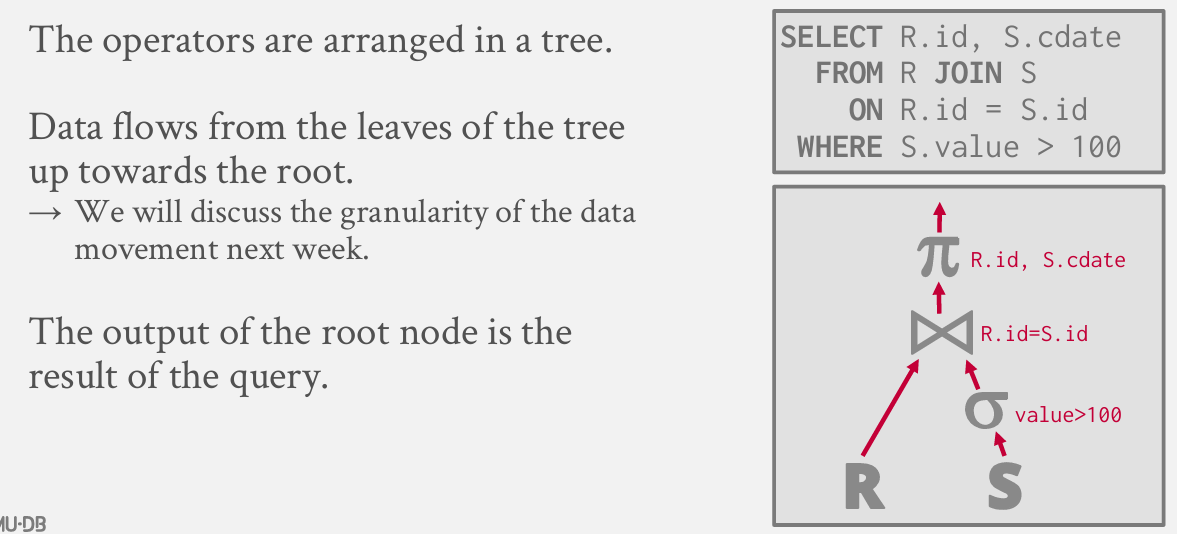 The operators are arranged in a tree.
Data flows from the leaves of the tree
up towards the root.
→ We will discuss the granularity of the data
movement next week.
The output of the root node is the
result of the query.
SELECT R.id, S.cdate
FROM R JOIN S
ON R.id = S.id
WHERE S.value > 100
π R.id, S.cdate
⋈ R.id=S.id
σ value>100
R S
MU·DB